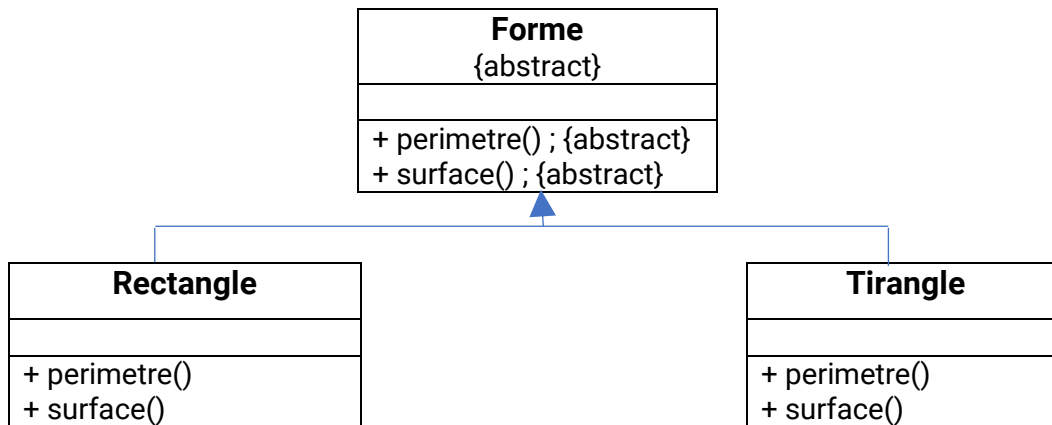 Forme
{abstract}
+ perimetre() ; {abstract}
+ surface() ; {abstract}
Rectangle
+ perimetre()
+ surface()
Tirangle
+ perimetre()
+ surface()